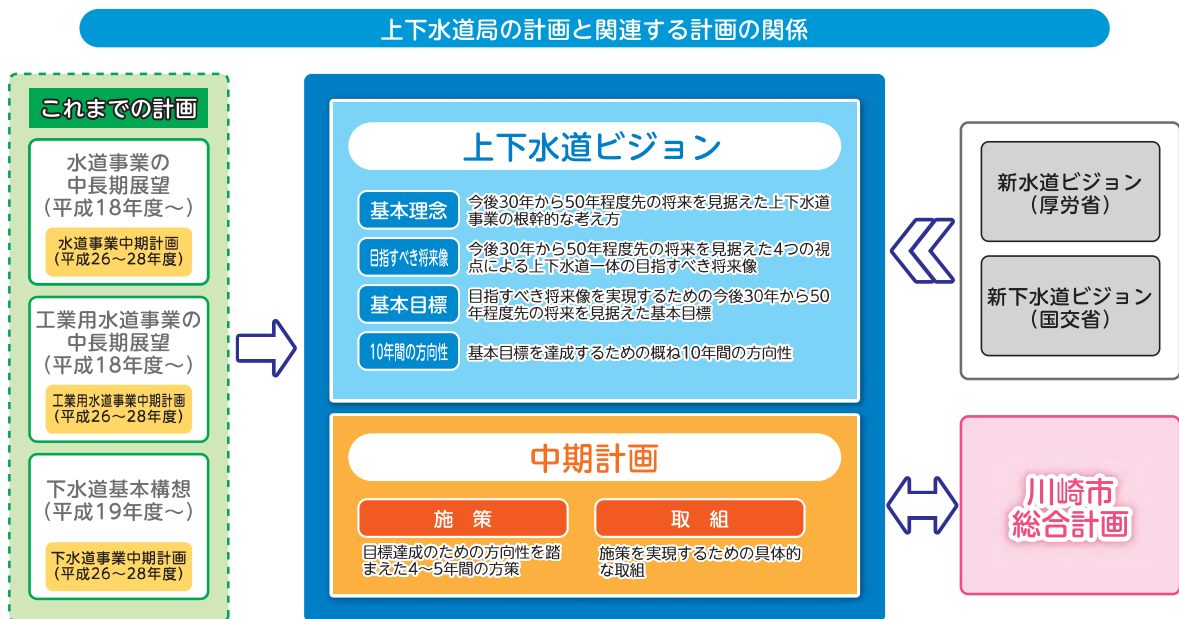 上下水道局の計画と関連する計画の関係
これまでの計画
水道事業の
中長期展望
（平成18年度～）
水道事業中期計画
（平成26～28年度）
工業用水道事業の
中長期展望
（平成18年度～）
工業用水道事業中期計画
（平成26～28年度）
下水道基本構想
（平成19年度～）
下水道事業中期計画
（平成26～28年度）
上下水道ビジョン
基本理念
今後30年から50年程度先の将来を見据えた上下水道
事業の根幹的な考え方
目指すべき将来像
今後30年から50年程度先の将来を見据えた4つの視
点による上下水道一体の目指すべき将来像
基本目標
目指すべき将来像を実現するための今後30年から50
年程度先の将来を見据えた基本目標
10年間の方向性
基本目標を達成するための概ね10年間の方向性
中期計画
施 策
目標達成のための方向性を踏
まえた4～5年間の方策
取 組
施策を実現するための具体的
な取組
新水道ビジョン
（厚労省）
新下水道ビジョン
（国交省）
川崎市
総合計画